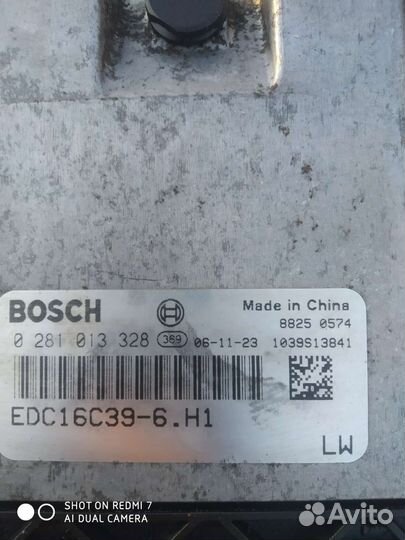 BOSCH
Made in China
8825 0574
0 281 013 328 369 06-11-23 1039S13841
EDC16C39-6.H1
LW
SHOT ON REDMI 7
AI DUAL CAMERA
Avito